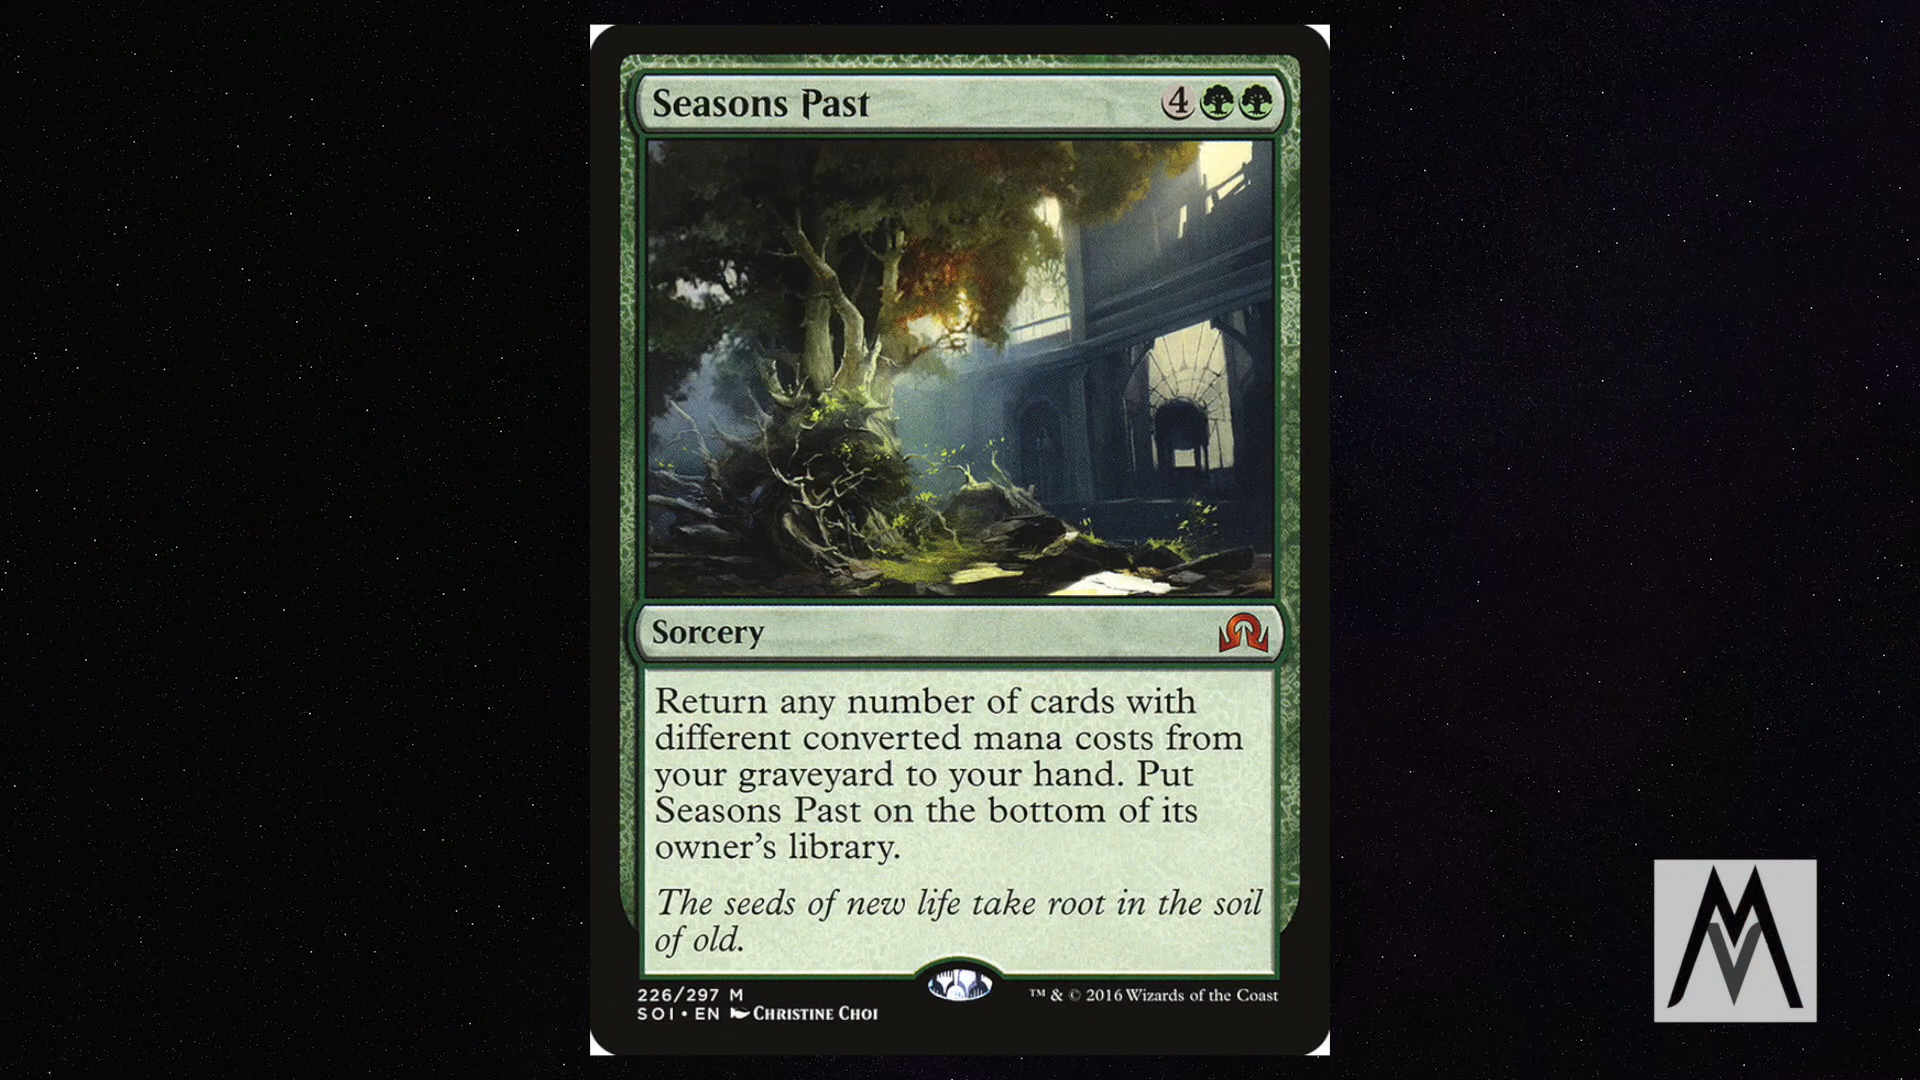 Seasons Past 4
Sorcery
Return any number of cards with
different converted mana costs from
your graveyard to your hand. Put
Seasons Past on the bottom of its
owner's library.
The seeds of new life take root in the soil
of old.
226/297 M
SOI • EN CHRISTINE CHOI
™ & © 2016 Wizards of the Coast
MV